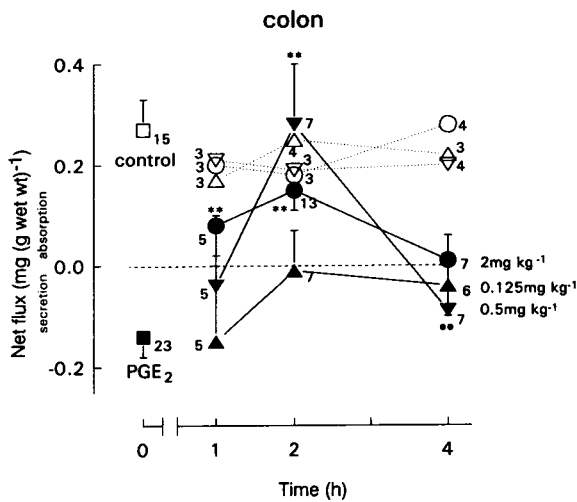 colon
Net flux (mg (g wet wt)⁻¹
secretion absorption
0.4
0.2
0.0
-0.2
**
7
15
control
3
3
3
4
3
3
4
3
4
**
5
**
13
5
7
5
7 2mg kg⁻¹
6 0.125mg kg⁻¹
7 0.5mg kg⁻¹
**
23
PGE₂
0 1 2 4
Time (h)